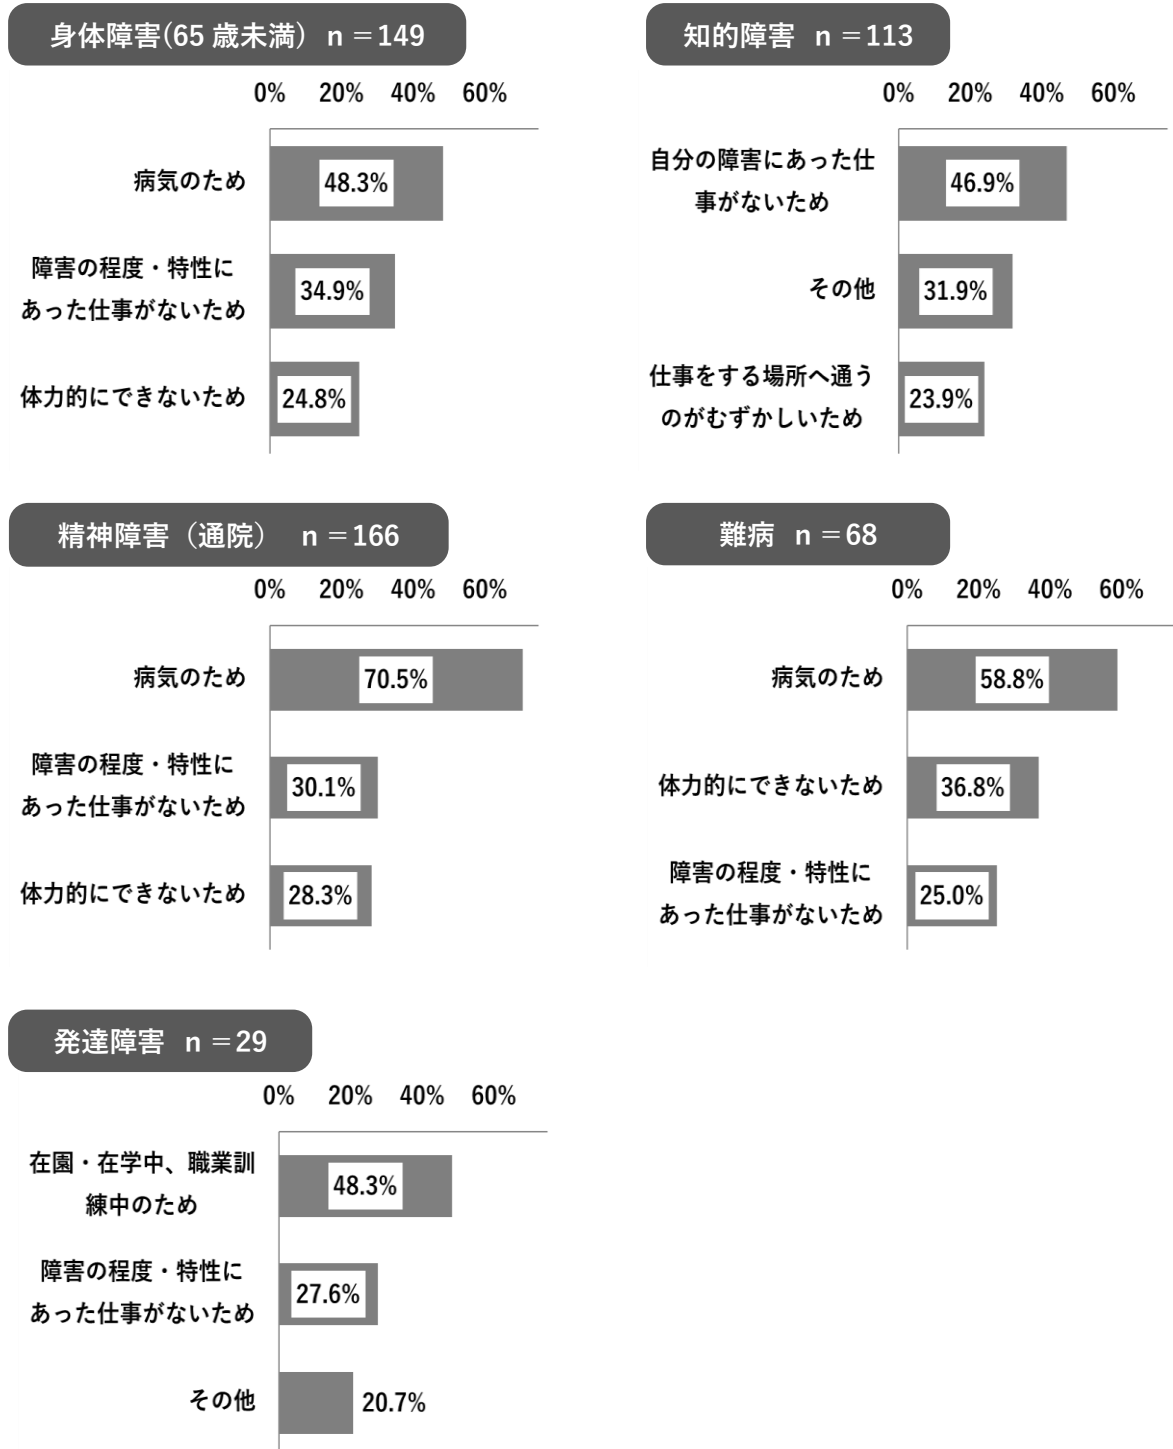 身体障害(65 歳未満） n ＝149
0% 20% 40% 60%
病気のため
48.3%
障害の程度・特性に
あった仕事がないため
34.9%
体力的にできないため
24.8%
知的障害 n ＝113
0% 20% 40% 60%
自分の障害にあった仕
事がないため
46.9%
その他
31.9%
仕事をする場所へ通う
のがむずかしいため
23.9%
精神障害（通院） n ＝166
0% 20% 40% 60%
病気のため
70.5%
障害の程度・特性に
あった仕事がないため
30.1%
体力的にできないため
28.3%
難病 n ＝68
0% 20% 40% 60%
病気のため
58.8%
体力的にできないため
36.8%
障害の程度・特性に
あった仕事がないため
25.0%
発達障害 n ＝29
0% 20% 40% 60%
在園・在学中、職業訓
練中のため
48.3%
障害の程度・特性に
あった仕事がないため
27.6%
その他
20.7%